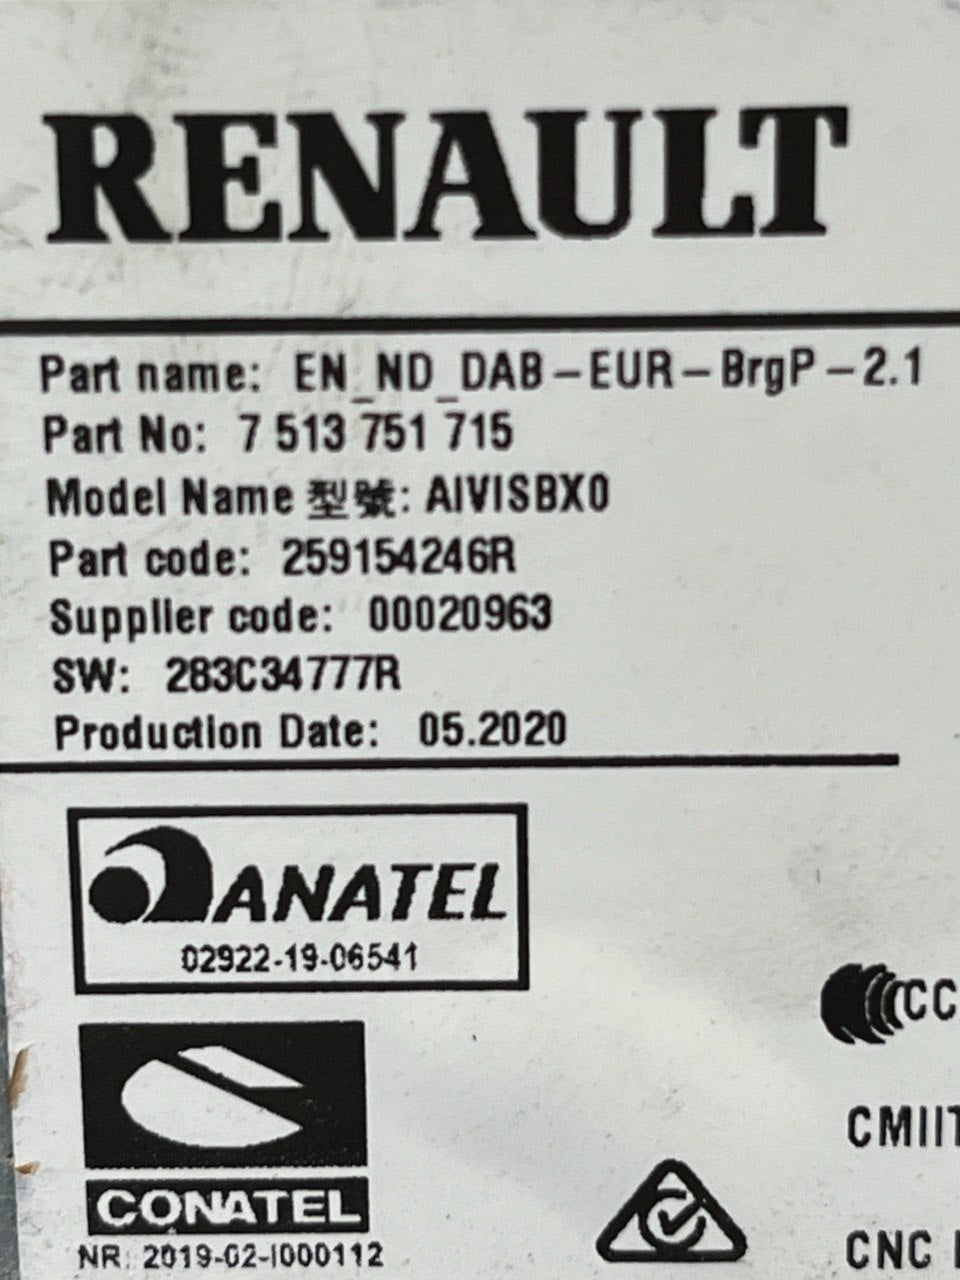 RENAULT
Part name: EN_ND_DAB-EUR-BrgP-2.1
Part No: 7 513 751 715
Model Name 型號: AIVISBX0
Part code: 259154246R
Supplier code: 00020963
SW: 283C34777R
Production Date: 05.2020
ANATEL
02922-19-06541
CC
CMIIT
CONATEL
NR: 2019-02-I000112
CNC